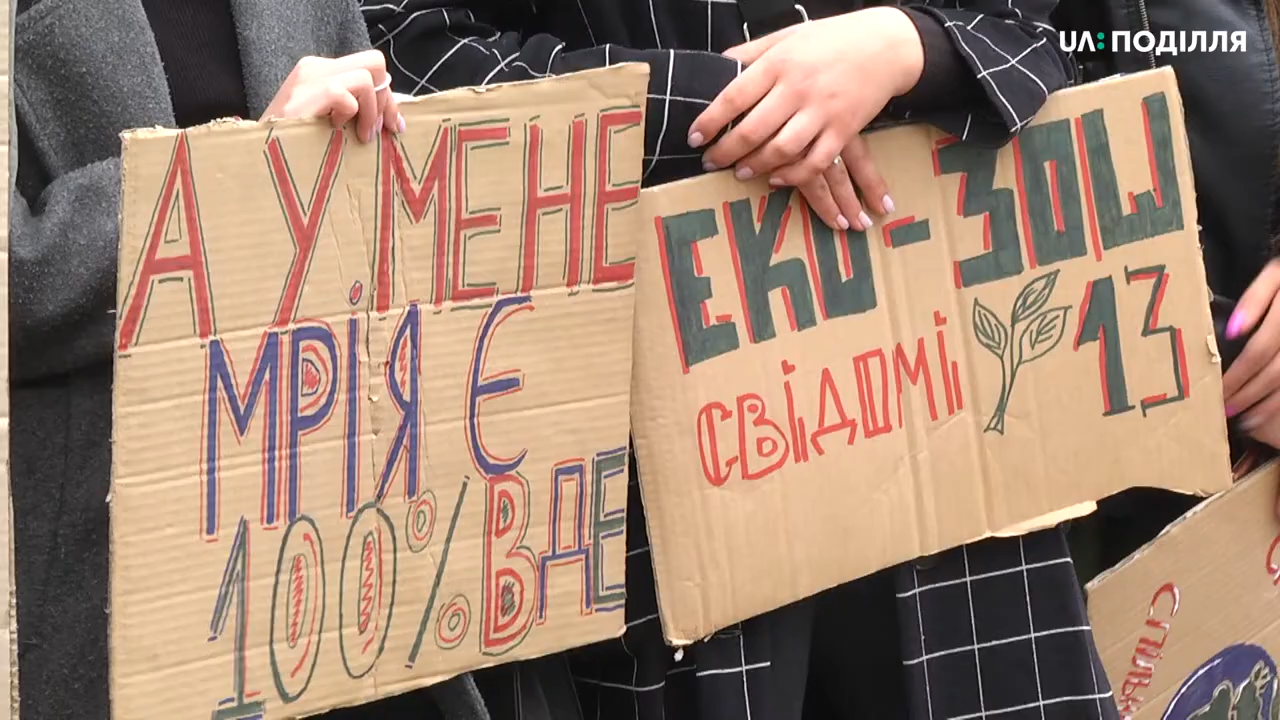 UA: ПОДІЛЛЯ
А У МЕНЕ
МРІЯ Є
100% ВДЕ
ЕКО-ЗОШ
СВІДОМІ 13